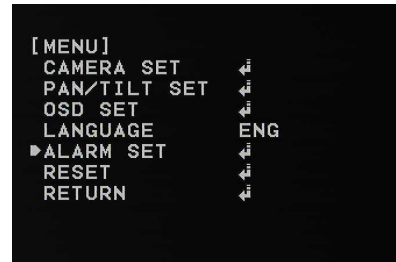 [MENU]
CAMERA SET ↲
PAN/TILT SET ↲
OSD SET ↲
LANGUAGE ENG
▶ALARM SET ↲
RESET ↲
RETURN ↲